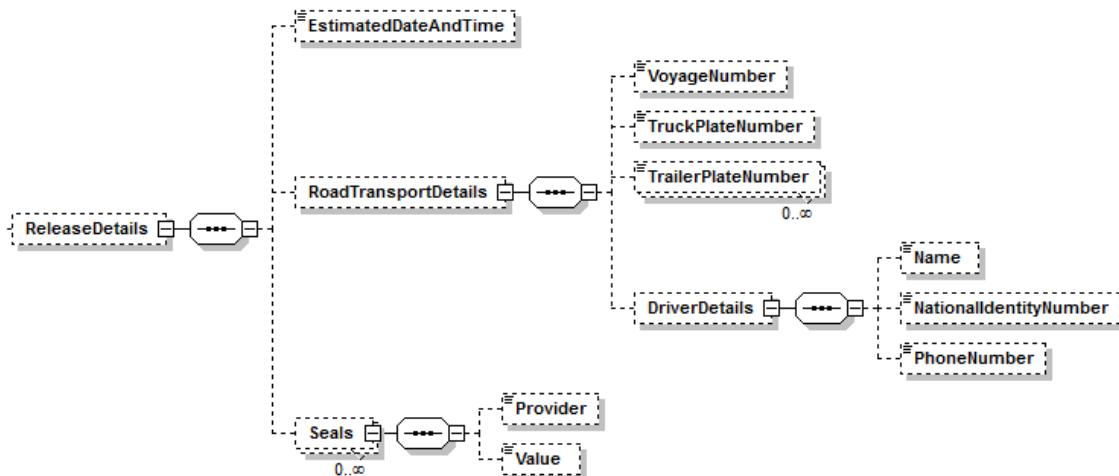 EstimatedDateAndTime
VoyageNumber
TruckPlateNumber
TrailerPlateNumber
0..∞
RoadTransportDetails
ReleaseDetails
Name
DriverDetails
NationalIdentityNumber
PhoneNumber
Provider
Seals
0..∞
Value